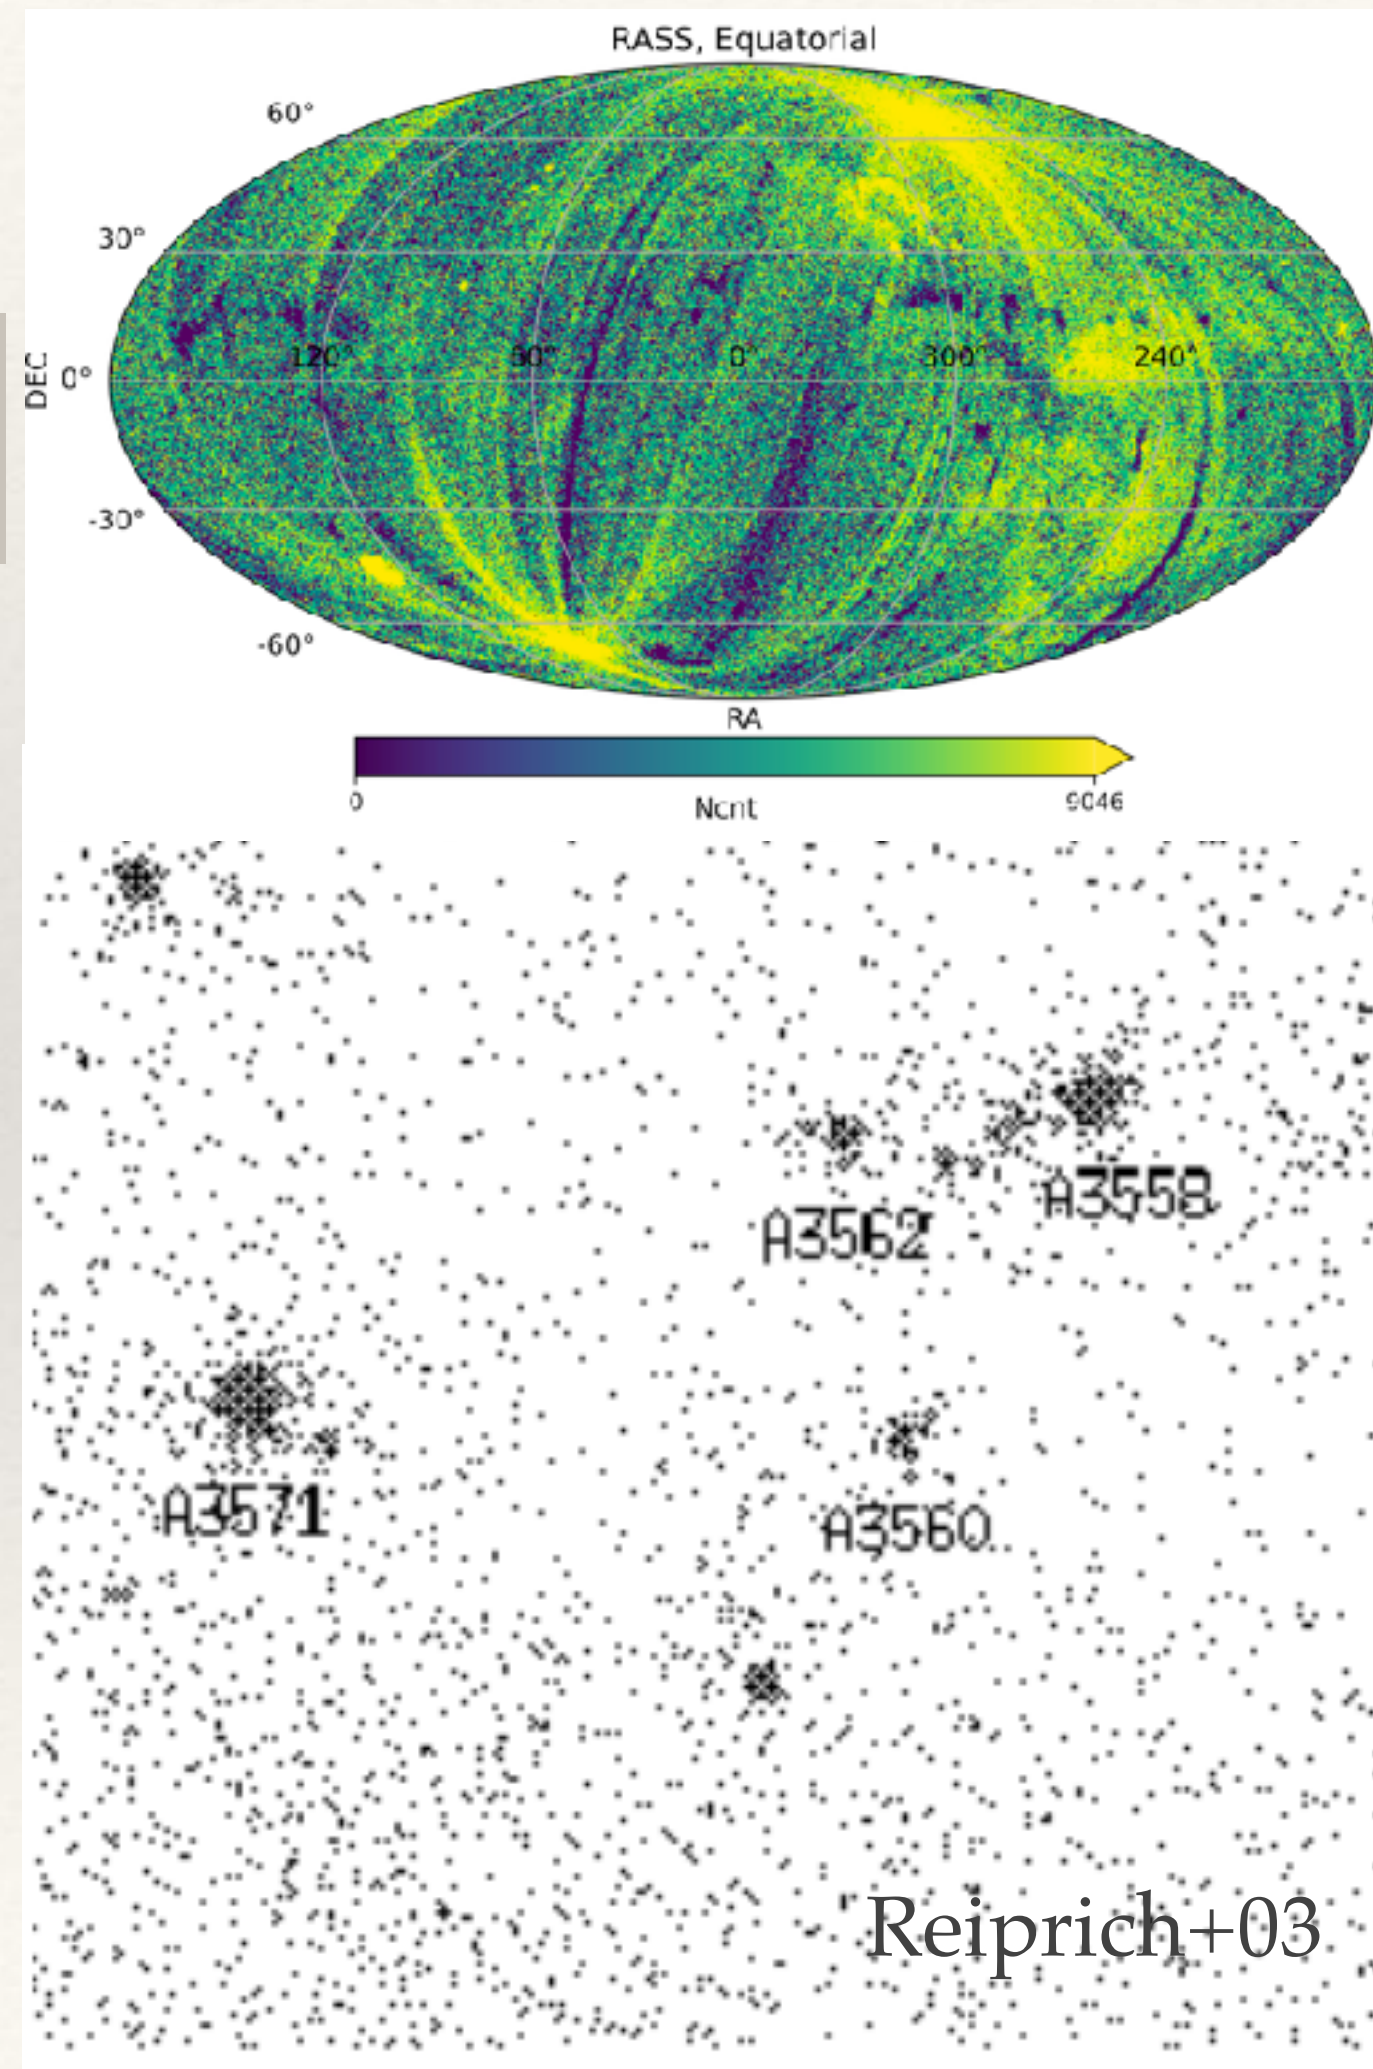 RASS, Equatorial
60°
30°
DEC
120° 60° 0° 300° 240°
0°
-30°
-60°
RA
0 Ncnt 9046
A3558
A3562
A3571
A3560
Reiprich+03